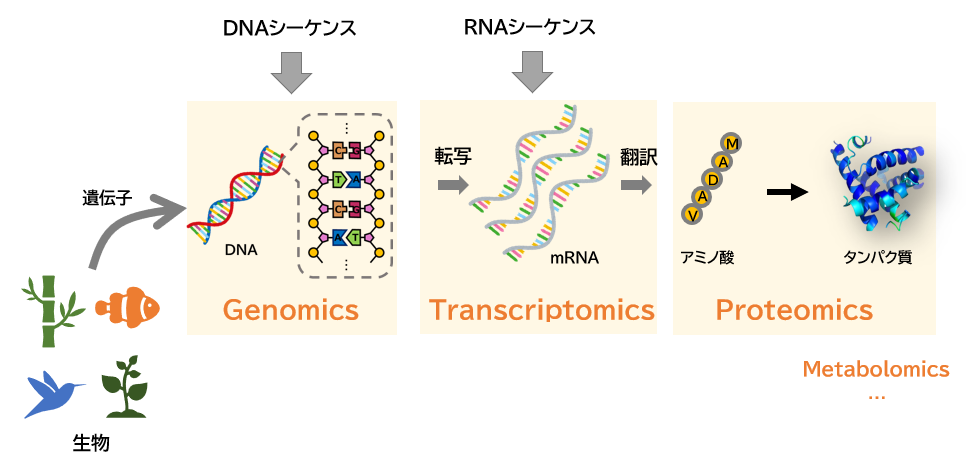 DNAシーケンス
RNAシーケンス
遺伝子
DNA
…
C G
T A
C G
A T
…
Genomics
転写
mRNA
Transcriptomics
翻訳
M
A
D
A
V
アミノ酸
タンパク質
Proteomics
Metabolomics
…
生物